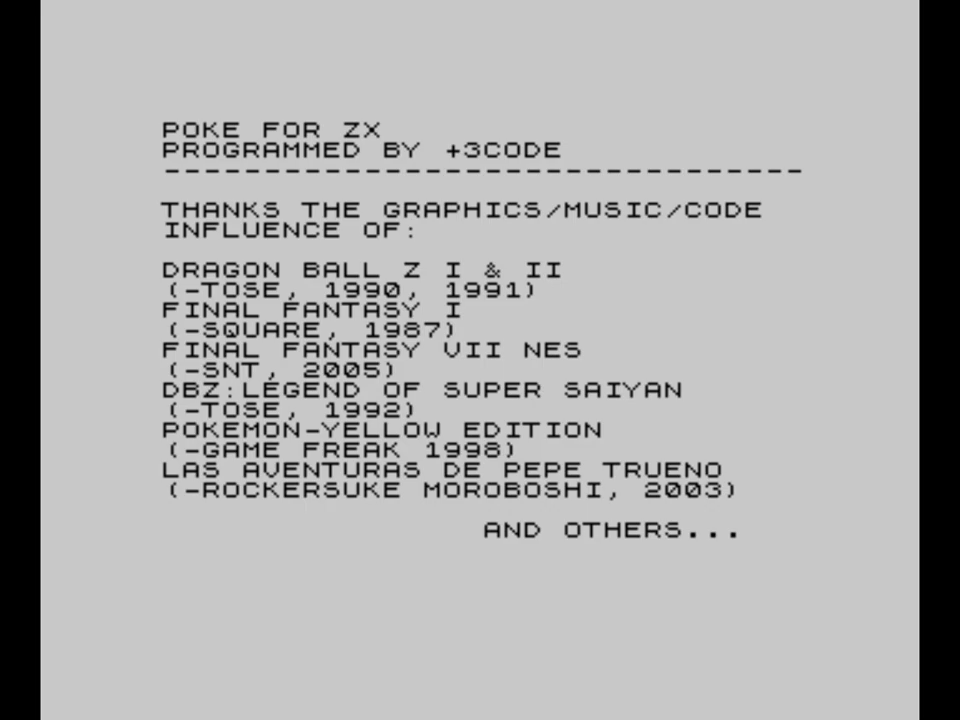 POKE FOR ZX
PROGRAMMED BY +3CODE
--------------------------------
THANKS THE GRAPHICS/MUSIC/CODE
INFLUENCE OF:
DRAGON BALL Z I & II
(-TOSE, 1990, 1991)
FINAL FANTASY I
(-SQUARE, 1987)
FINAL FANTASY VII NES
(-SNT, 2005)
DBZ:LEGEND OF SUPER SAIYAN
(-TOSE, 1992)
POKEMON-YELLOW EDITION
(-GAME FREAK 1998)
LAS AVENTURAS DE PEPE TRUENO
(-ROCKERSUKE MOROBOSHI, 2003)
AND OTHERS...